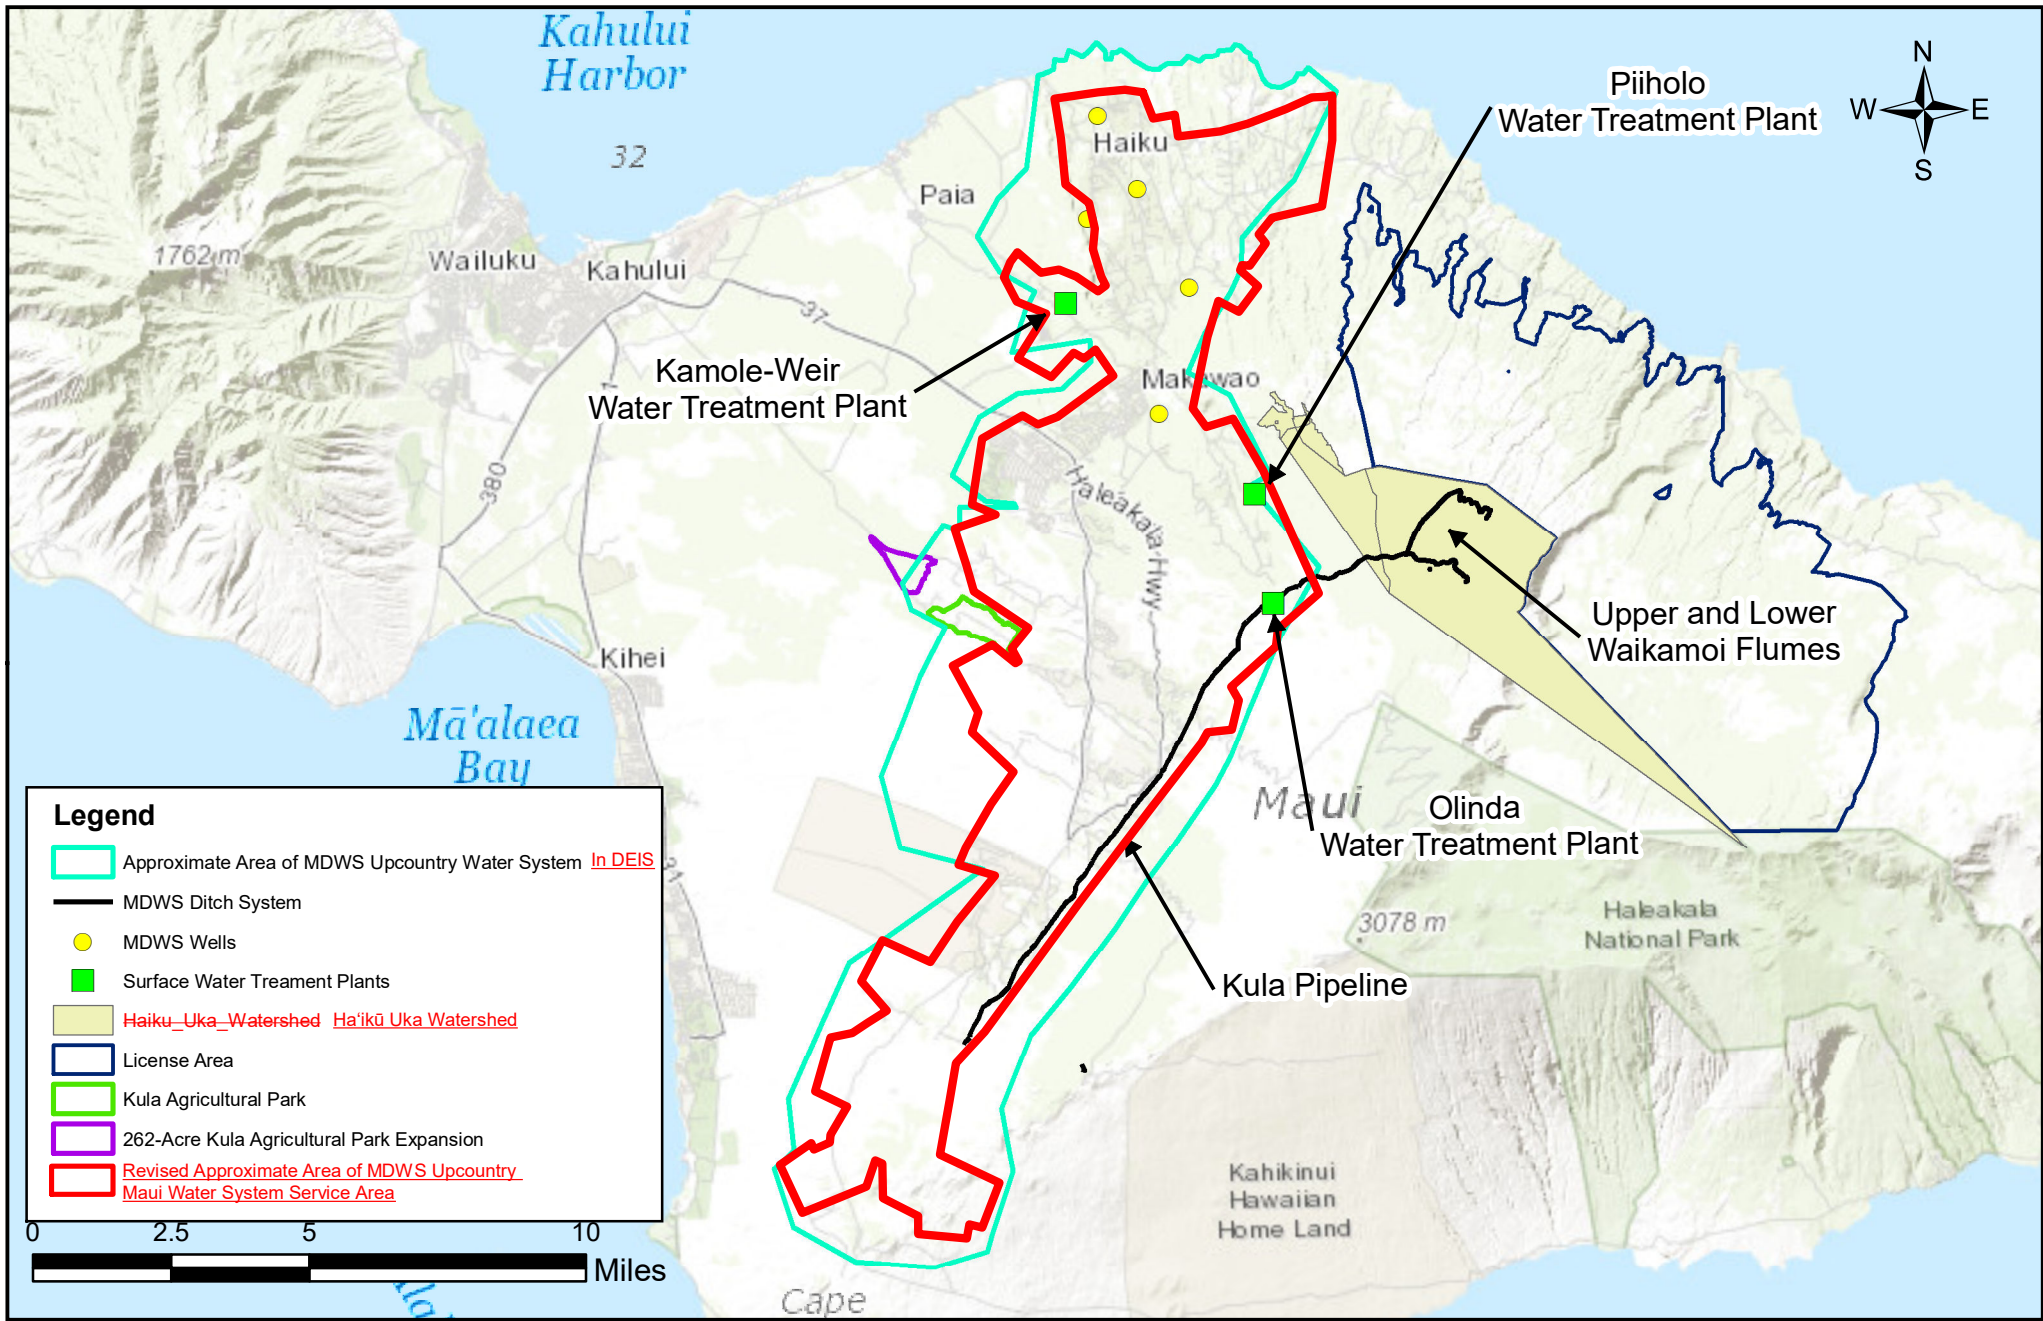 Kahului
Harbor
N
W
E
S
Piiholo
Water Treatment Plant
32
Haiku
Paia
1762 m
Wailuku
Kahului
37
Kamole-Weir
Water Treatment Plant
Makawao
380
Haleakala Hwy
Upper and Lower
Waikamoi Flumes
Kihei
Mā'alaea
Bay
Maui
Olinda
Water Treatment Plant
3078 m
Haleakala
National Park
Kula Pipeline
Kahikinui
Hawaiian
Home Land
Cape
31
Legend
Approximate Area of MDWS Upcountry Water System In DEIS
MDWS Ditch System
MDWS Wells
Surface Water Treament Plants
Haiku_Uka_Watershed Haʻikū Uka Watershed
License Area
Kula Agricultural Park
262-Acre Kula Agricultural Park Expansion
Revised Approximate Area of MDWS Upcountry
Maui Water System Service Area
0 2.5 5 10
Miles